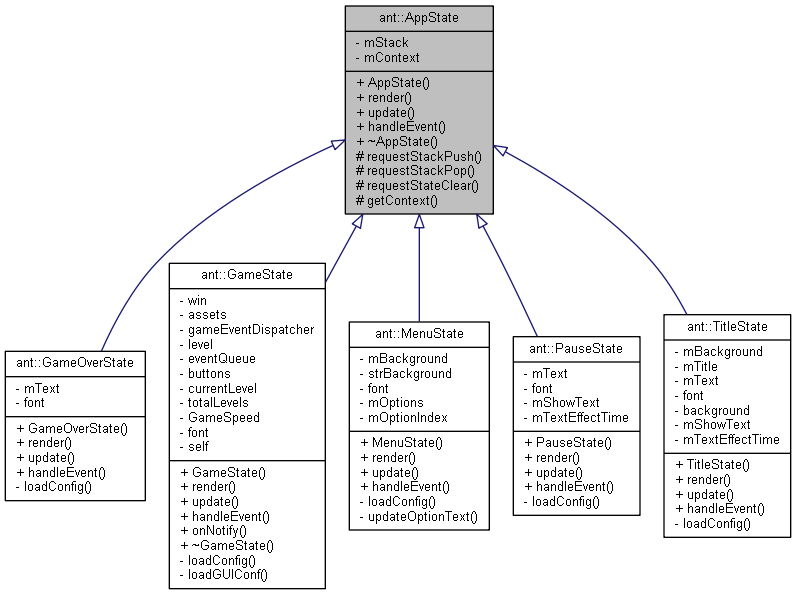 ant::AppState
- mStack
- mContext
+ AppState()
+ render()
+ update()
+ handleEvent()
+ ~AppState()
# requestStackPush()
# requestStackPop()
# requestStateClear()
# getContext()
ant::GameOverState
- mText
- font
+ GameOverState()
+ render()
+ update()
+ handleEvent()
- loadConfig()
ant::GameState
- win
- assets
- gameEventDispatcher
- level
- eventQueue
- buttons
- currentLevel
- totalLevels
- GameSpeed
- font
- self
+ GameState()
+ render()
+ update()
+ handleEvent()
+ onNotify()
+ ~GameState()
- loadConfig()
- loadGUIConf()
ant::MenuState
- mBackground
- strBackground
- font
- mOptions
- mOptionIndex
+ MenuState()
+ render()
+ update()
+ handleEvent()
- loadConfig()
- updateOptionText()
ant::PauseState
- mText
- font
- mShowText
- mTextEffectTime
+ PauseState()
+ render()
+ update()
+ handleEvent()
- loadConfig()
ant::TitleState
- mBackground
- mTitle
- mText
- font
- background
- mShowText
- mTextEffectTime
+ TitleState()
+ render()
+ update()
+ handleEvent()
- loadConfig()